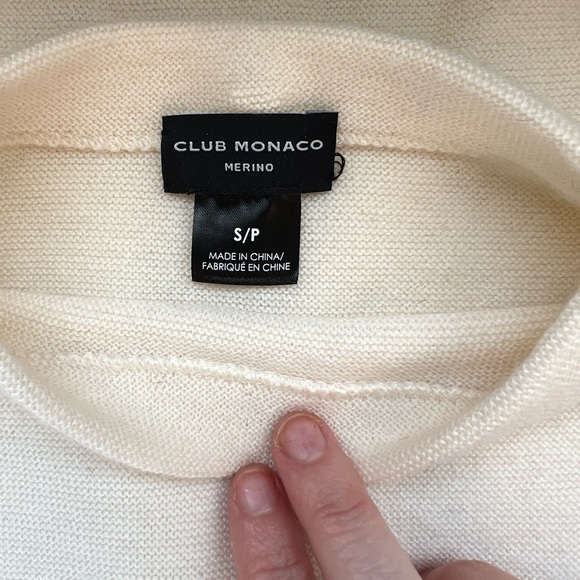 CLUB MONACO
MERINO
S/P
MADE IN CHINA/
FABRIQUÉ EN CHINE